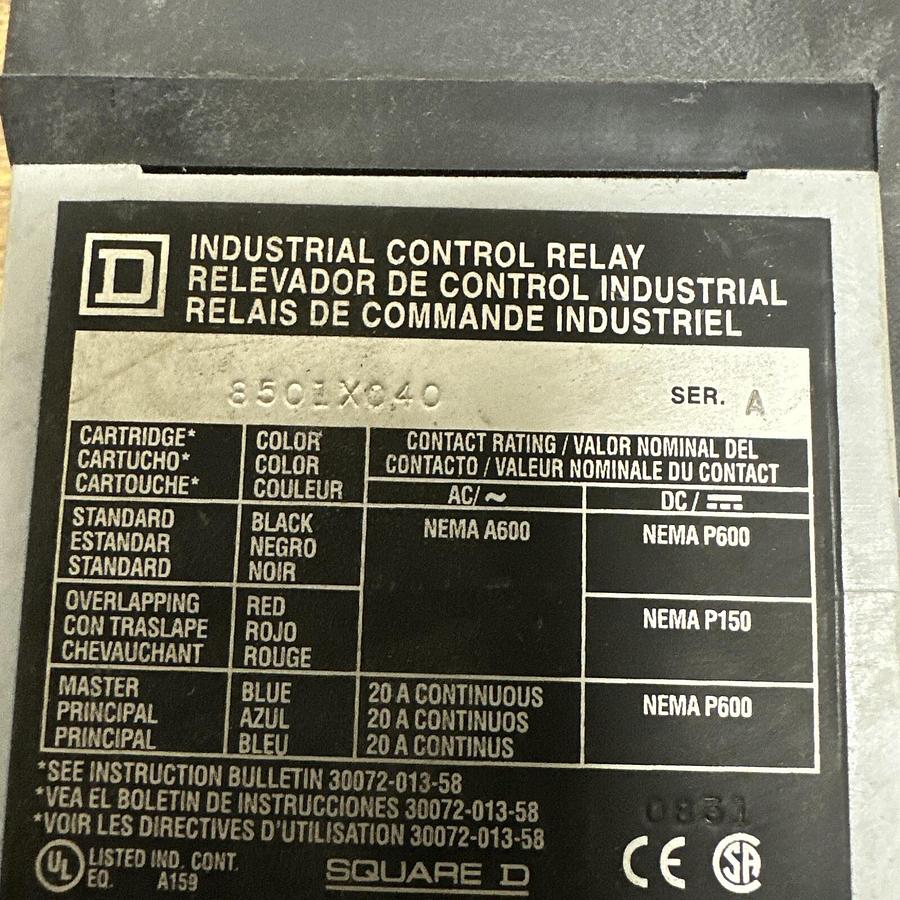 D
INDUSTRIAL CONTROL RELAY
RELEVADOR DE CONTROL INDUSTRIAL
RELAIS DE COMMANDE INDUSTRIEL
8501XO40 SER. A
CARTRIDGE* COLOR CONTACT RATING / VALOR NOMINAL DEL
CARTUCHO* COLOR CONTACTO / VALEUR NOMINALE DU CONTACT
CARTOUCHE* COULEUR AC/~ DC/⎓
STANDARD BLACK NEMA A600 NEMA P600
ESTANDAR NEGRO
STANDARD NOIR
OVERLAPPING RED NEMA P150
CON TRASLAPE ROJO
CHEVAUCHANT ROUGE
MASTER BLUE 20 A CONTINUOUS NEMA P600
PRINCIPAL AZUL 20 A CONTINUOS
PRINCIPAL BLEU 20 A CONTINUS
*SEE INSTRUCTION BULLETIN 30072-013-58
*VEA EL BOLETIN DE INSTRUCCIONES 30072-013-58
*VOIR LES DIRECTIVES D'UTILISATION 30072-013-58
0831
UL LISTED IND. CONT.
EQ. A159
SQUARE D
CE SA